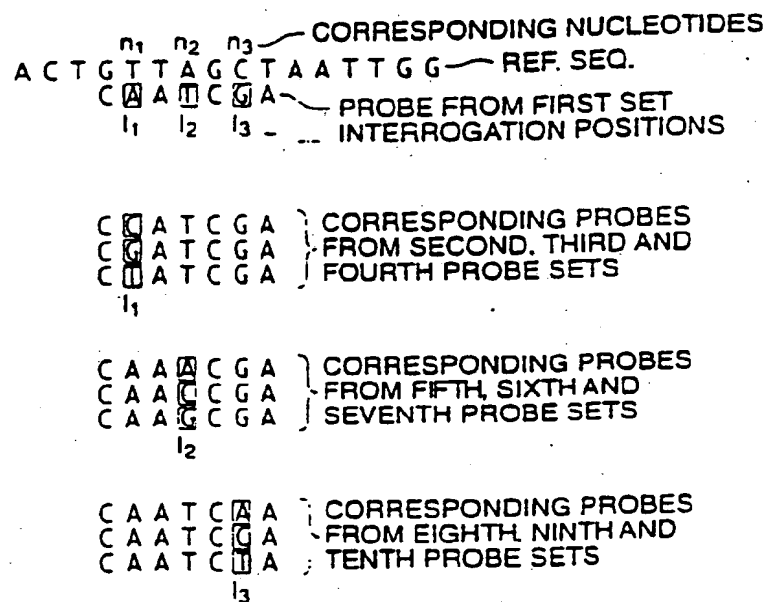 n₁ n₂ n₃ CORRESPONDING NUCLEOTIDES
A C T G T T A G C T A A T T G G REF. SEQ.
C A A T C G A PROBE FROM FIRST SET
I₁ I₂ I₃ INTERROGATION POSITIONS
C C A T C G A CORRESPONDING PROBES
C G A T C G A FROM SECOND, THIRD AND
C T A T C G A FOURTH PROBE SETS
I₁
C A A A C G A CORRESPONDING PROBES
C A A C C G A FROM FIFTH, SIXTH AND
C A A G C G A SEVENTH PROBE SETS
I₂
C A A T C A A CORRESPONDING PROBES
C A A T C G A FROM EIGHTH, NINTH AND
C A A T C T A TENTH PROBE SETS
I₃